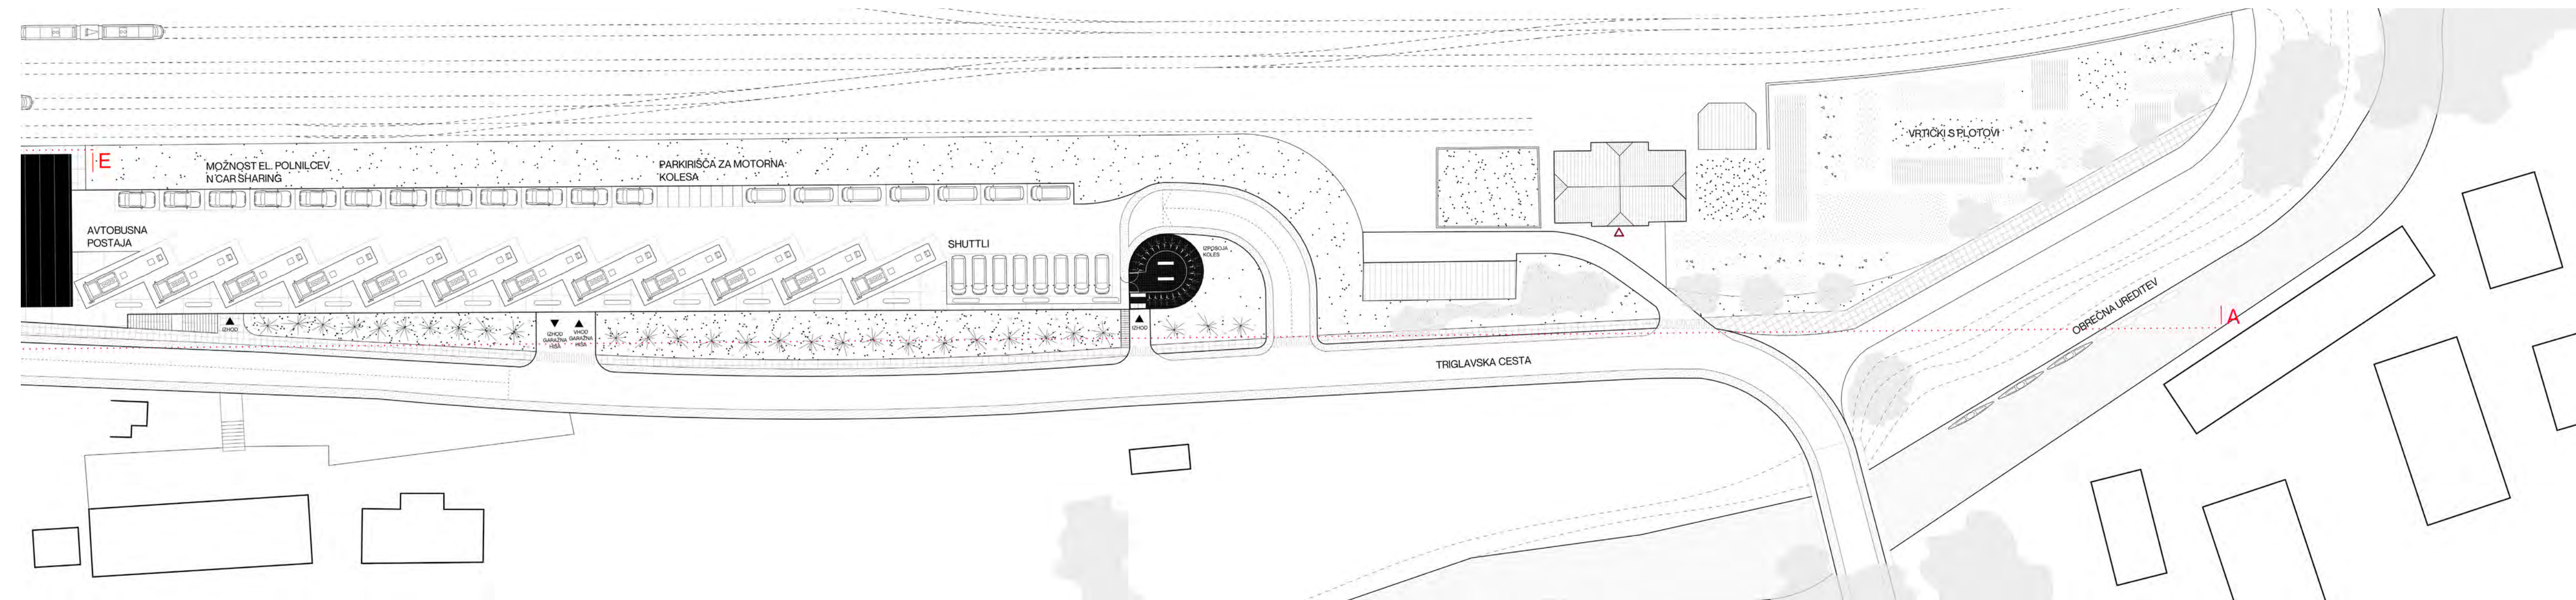 E
MOŽNOST EL. POLNILCEV
N CAR SHARING
PARKIRIŠČA ZA MOTORNA
KOLESA
VRTIČKI S PLOTOVI
AVTOBUSNA
POSTAJA
SHUTTLI
IZPOSOJA
KOLES
IZHOD
IZHOD
GARAŽNA
HIŠA
VHOD
GARAŽNA
HIŠA
IZHOD
OBREČNA UREDITEV
A
TRIGLAVSKA CESTA